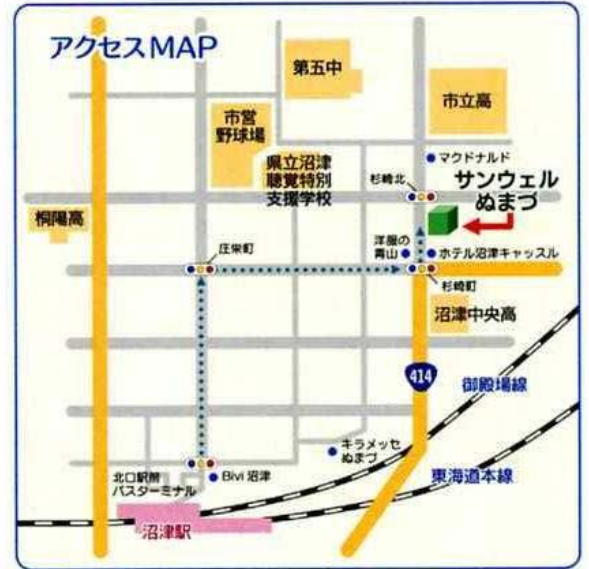 アクセスMAP
第五中
市立高
市営
野球場
マクドナルド
県立沼津
聴覚特別
支援学校
杉崎北
サンウェル
ぬまづ
桐陽高
庄栄町
洋服の
青山
ホテル沼津キャッスル
杉崎町
沼津中央高
414
御殿場線
キラメッセ
ぬまづ
北口駅前
バスターミナル
Bivi 沼津
東海道本線
沼津駅